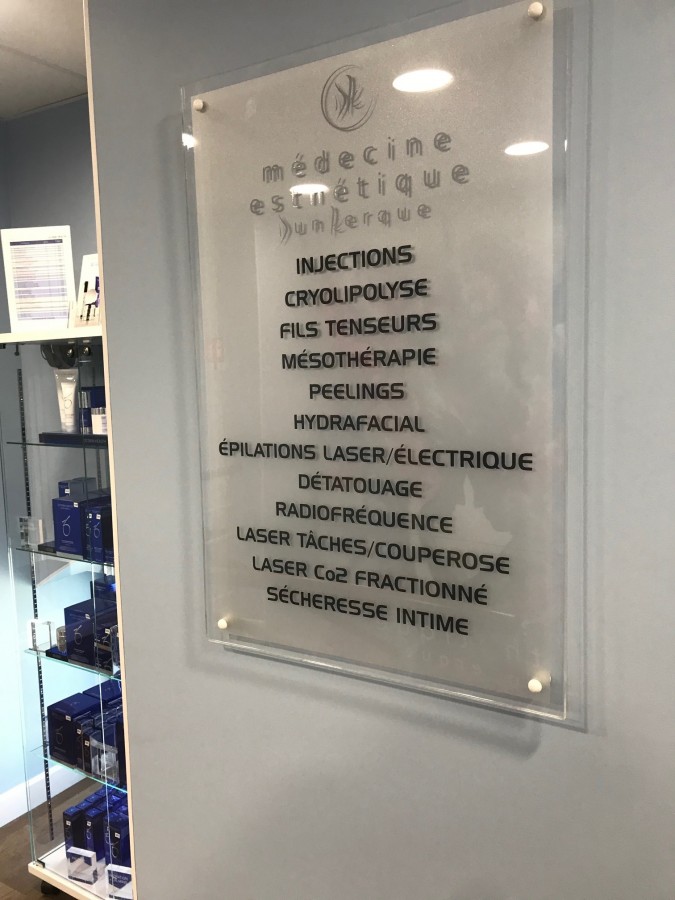 médecine
esthétique
Dunkerque
INJECTIONS
CRYOLIPOLYSE
FILS TENSEURS
MÉSOTHÉRAPIE
PEELINGS
HYDRAFACIAL
ÉPILATIONS LASER/ÉLECTRIQUE
DÉTATOUAGE
RADIOFRÉQUENCE
LASER TÂCHES/COUPEROSE
LASER Co2 FRACTIONNÉ
SÉCHERESSE INTIME